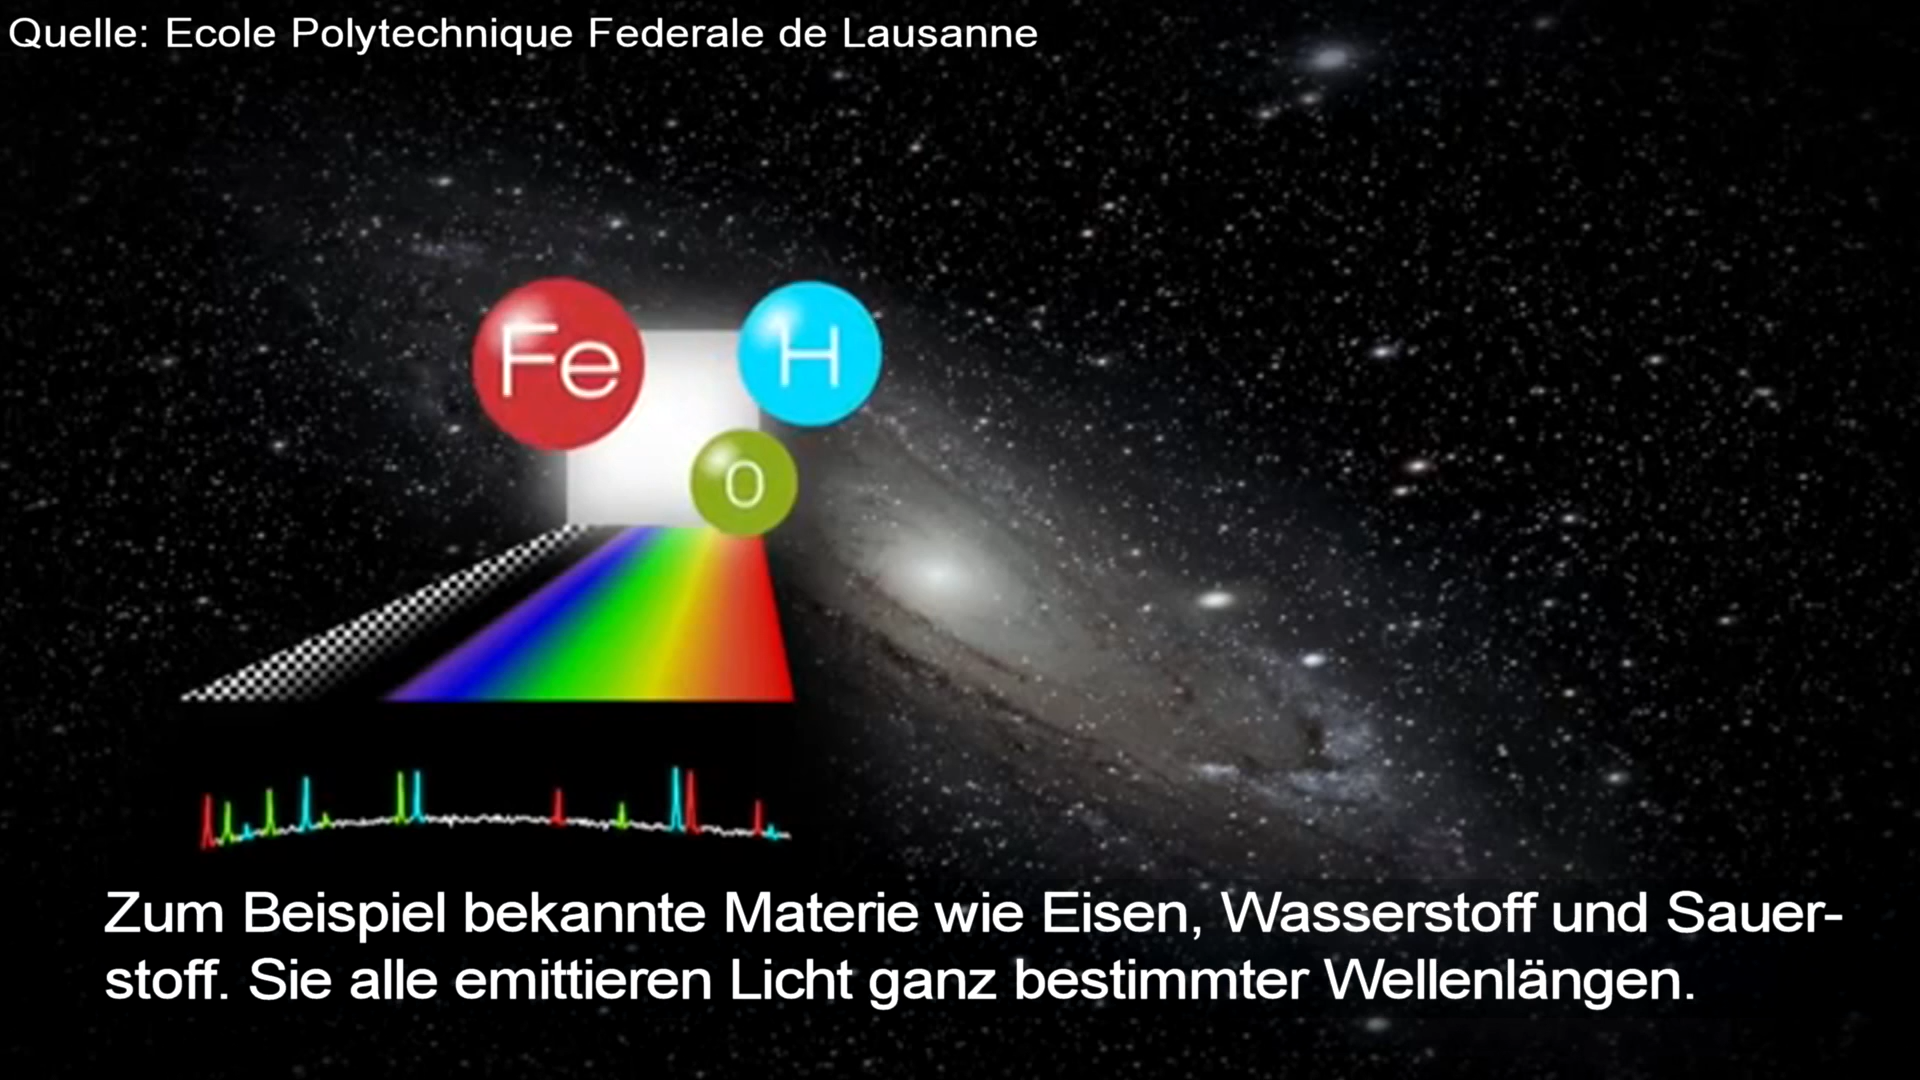 Quelle: Ecole Polytechnique Federale de Lausanne
Fe
H
O
Zum Beispiel bekannte Materie wie Eisen, Wasserstoff und Sauer-
stoff. Sie alle emittieren Licht ganz bestimmter Wellenlängen.